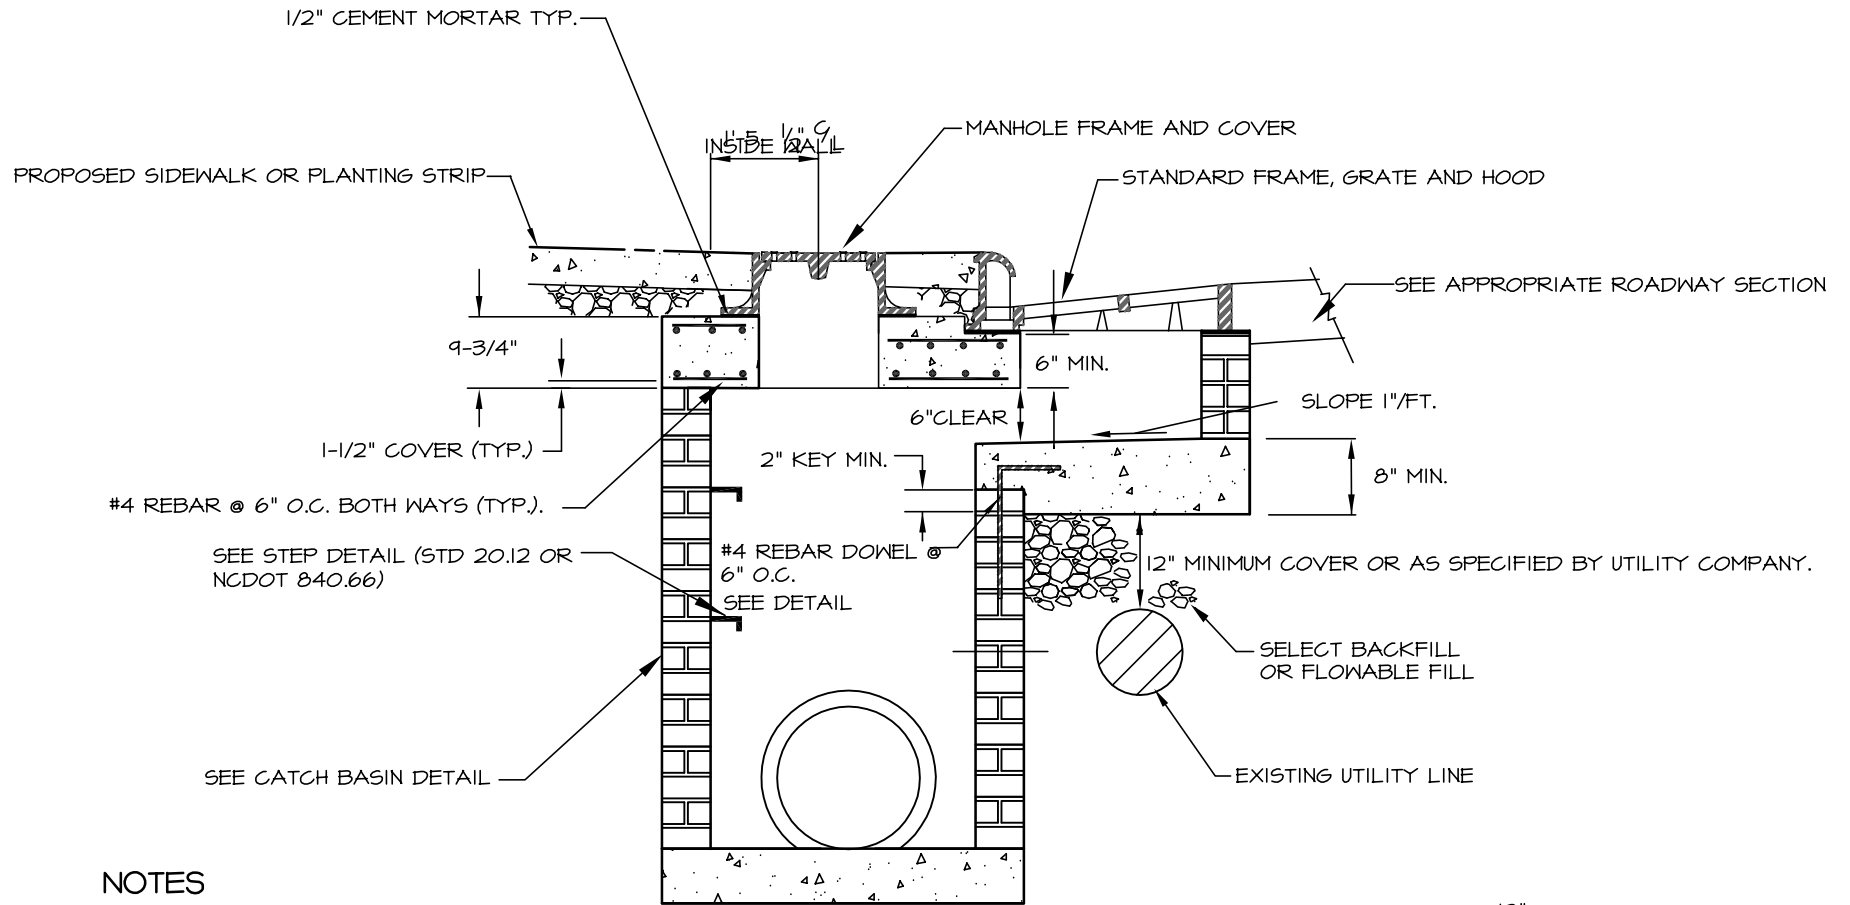 1/2" CEMENT MORTAR TYP.
MANHOLE FRAME AND COVER
INSIDE WALL
PROPOSED SIDEWALK OR PLANTING STRIP
STANDARD FRAME, GRATE AND HOOD
SEE APPROPRIATE ROADWAY SECTION
9-3/4"
6" MIN.
SLOPE 1"/FT.
6"CLEAR
1-1/2" COVER (TYP.)
2" KEY MIN.
8" MIN.
#4 REBAR @ 6" O.C. BOTH WAYS (TYP.).
SEE STEP DETAIL (STD 20.12 OR
NCDOT 840.66)
#4 REBAR DOWEL @
6" O.C.
SEE DETAIL
12" MINIMUM COVER OR AS SPECIFIED BY UTILITY COMPANY.
SELECT BACKFILL
OR FLOWABLE FILL
SEE CATCH BASIN DETAIL
EXISTING UTILITY LINE
NOTES